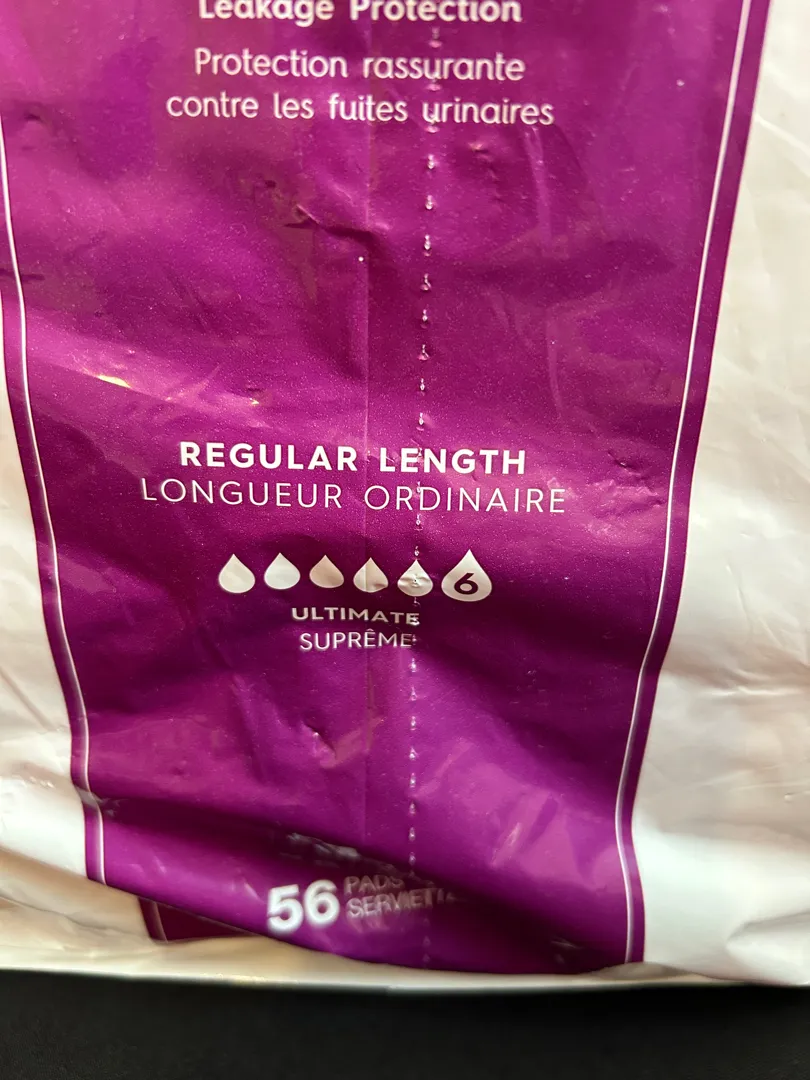 Leakage Protection
Protection rassurante
contre les fuites urinaires
REGULAR LENGTH
LONGUEUR ORDINAIRE
6
ULTIMATE
SUPRÊME
56 PADS